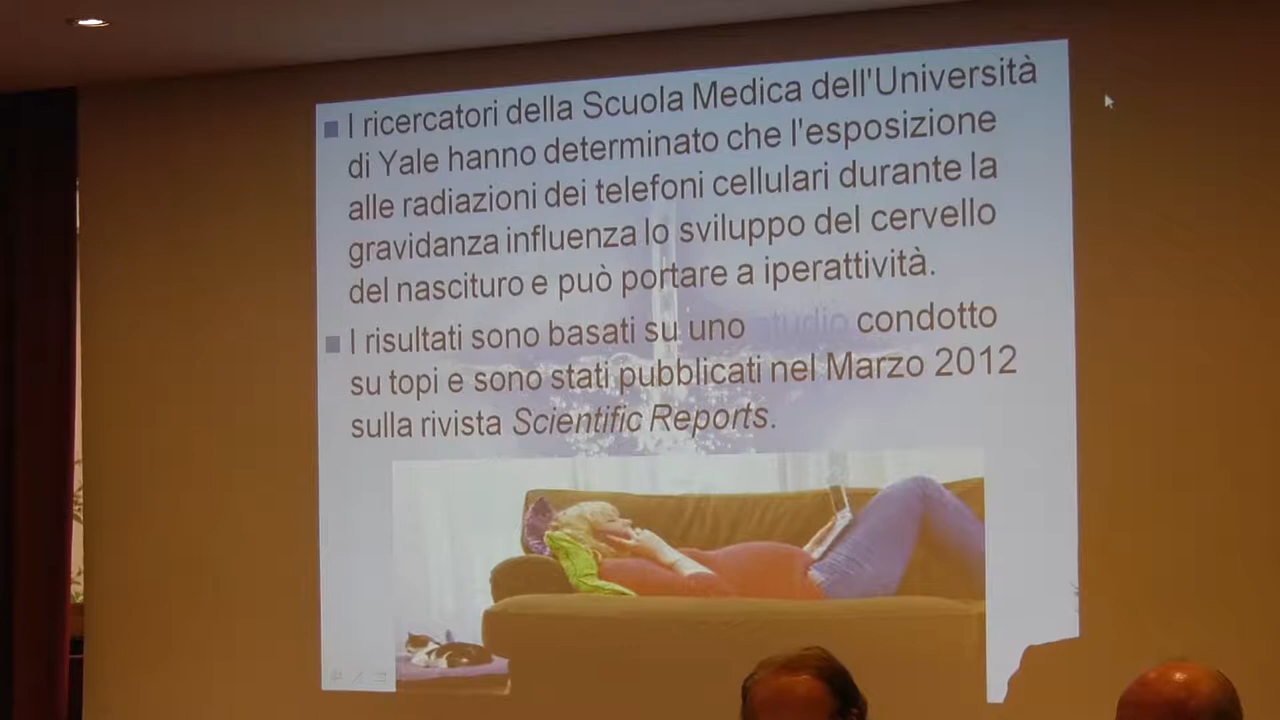 I ricercatori della Scuola Medica dell'Università
di Yale hanno determinato che l'esposizione
alle radiazioni dei telefoni cellulari durante la
gravidanza influenza lo sviluppo del cervello
del nascituro e può portare a iperattività.
I risultati sono basati su uno studio condotto
su topi e sono stati pubblicati nel Marzo 2012
sulla rivista Scientific Reports.